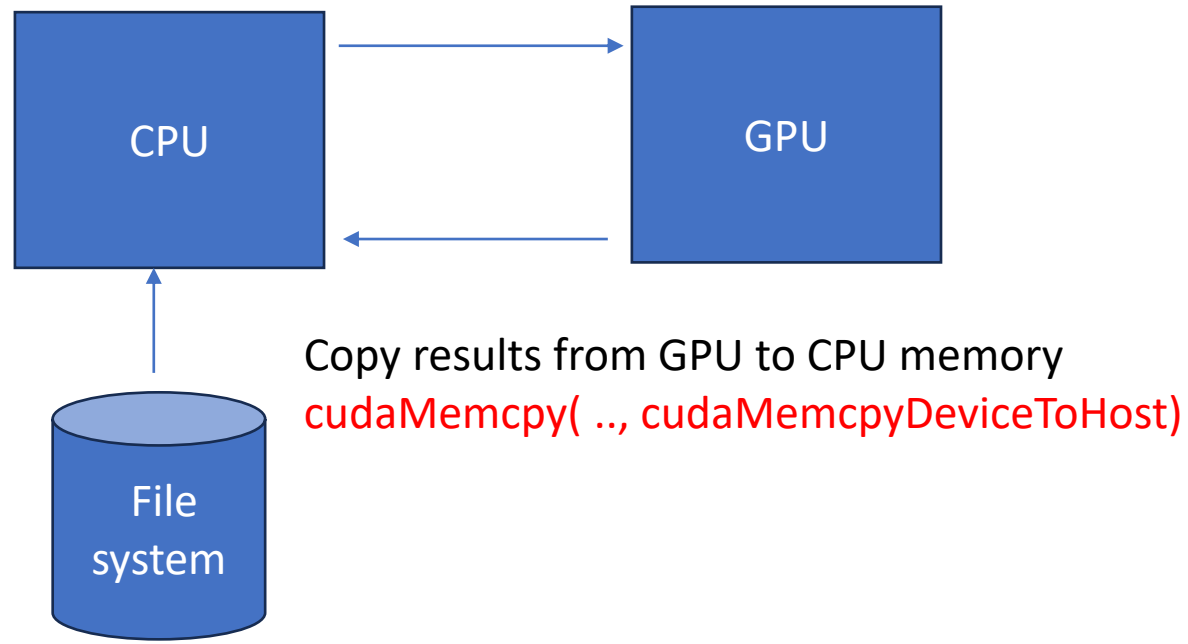 CPU
GPU
Copy results from GPU to CPU memory
cudaMemcpy( .., cudaMemcpyDeviceToHost)
File
system